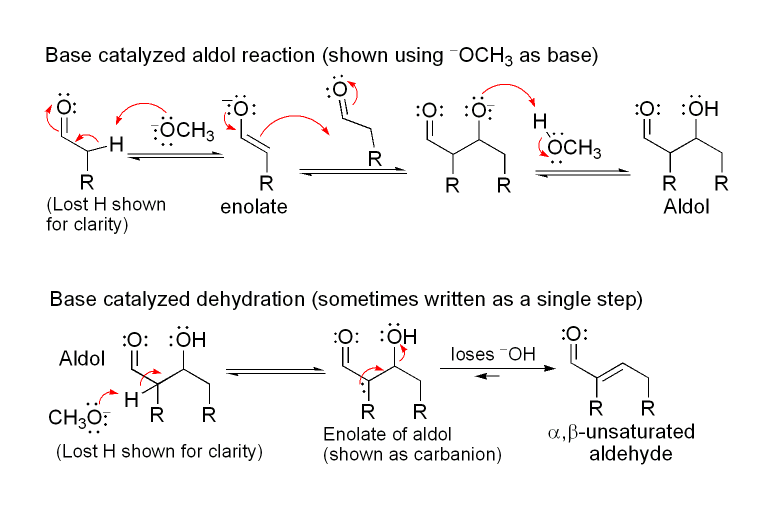 Base catalyzed aldol reaction (shown using ⁻OCH₃ as base)
:O: H :OCH₃ R
(Lost H shown
for clarity)
⁻:O: R
enolate
:O: R
:O: :O:⁻ R R
H :OCH₃
:O: :OH R R
Aldol
Base catalyzed dehydration (sometimes written as a single step)
Aldol
:O: :OH H R R
CH₃O:⁻
(Lost H shown for clarity)
:O: :OH R R
Enolate of aldol
(shown as carbanion)
loses ⁻OH
:O: R R
α,β-unsaturated
aldehyde